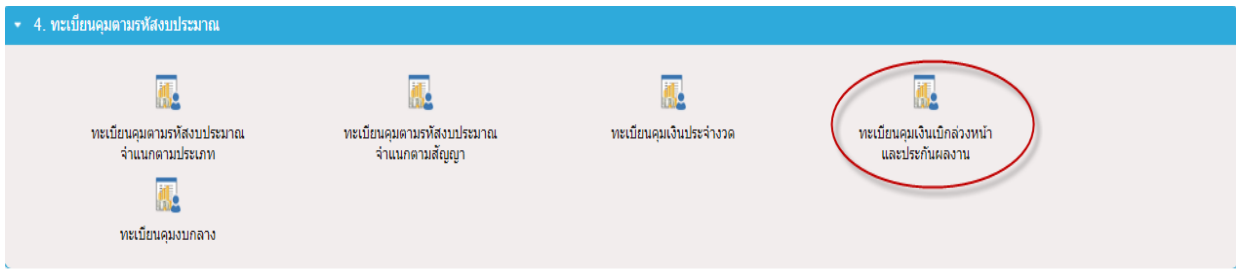 4. ทะเบียนคุมตามรหัสงบประมาณ
ทะเบียนคุมตามรหัสงบประมาณ
จำแนกตามประเภท
ทะเบียนคุมตามรหัสงบประมาณ
จำแนกตามสัญญา
ทะเบียนคุมเงินประจำงวด
ทะเบียนคุมเงินเบิกล่วงหน้า
และประกันผลงาน
ทะเบียนคุมงบกลาง